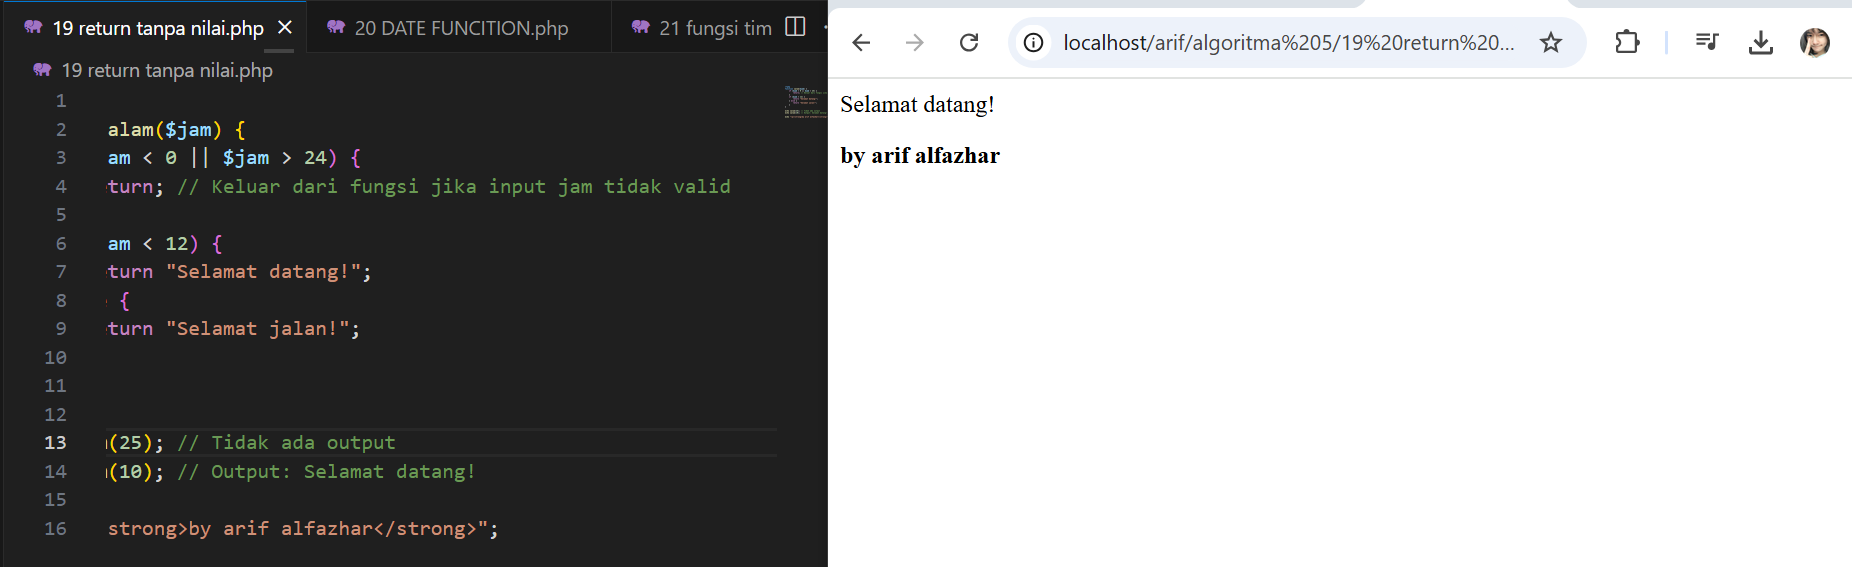 19 return tanpa nilai.php
20 DATE FUNCITION.php
21 fungsi tim
19 return tanpa nilai.php
1
2 alam($jam) {
3 am < 0 || $jam > 24) {
4 turn; // Keluar dari fungsi jika input jam tidak valid
5
6 am < 12) {
7 turn "Selamat datang!";
8 {
9 turn "Selamat jalan!";
10
11
12
13 (25); // Tidak ada output
14 (10); // Output: Selamat datang!
15
16 strong>by arif alfazhar</strong>";
localhost/arif/algoritma%205/19%20return%20...
Selamat datang!
by arif alfazhar